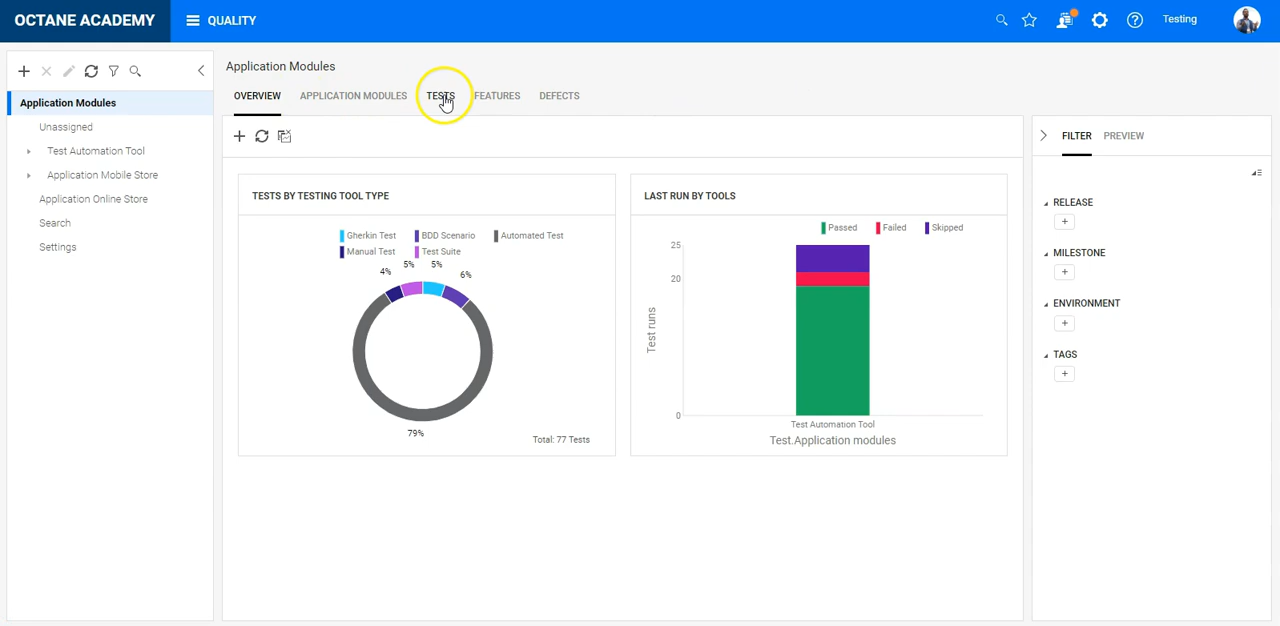 OCTANE ACADEMY
QUALITY
Testing
Application Modules
Unassigned
Test Automation Tool
Application Mobile Store
Application Online Store
Search
Settings
Application Modules
OVERVIEW
APPLICATION MODULES
TESTS
FEATURES
DEFECTS
TESTS BY TESTING TOOL TYPE
Gherkin Test
BDD Scenario
Automated Test
Manual Test
Test Suite
4%
5%
5%
6%
79%
Total: 77 Tests
LAST RUN BY TOOLS
Passed
Failed
Skipped
25
20
0
Test runs
Test Automation Tool
Test.Application modules
FILTER
PREVIEW
RELEASE
MILESTONE
ENVIRONMENT
TAGS